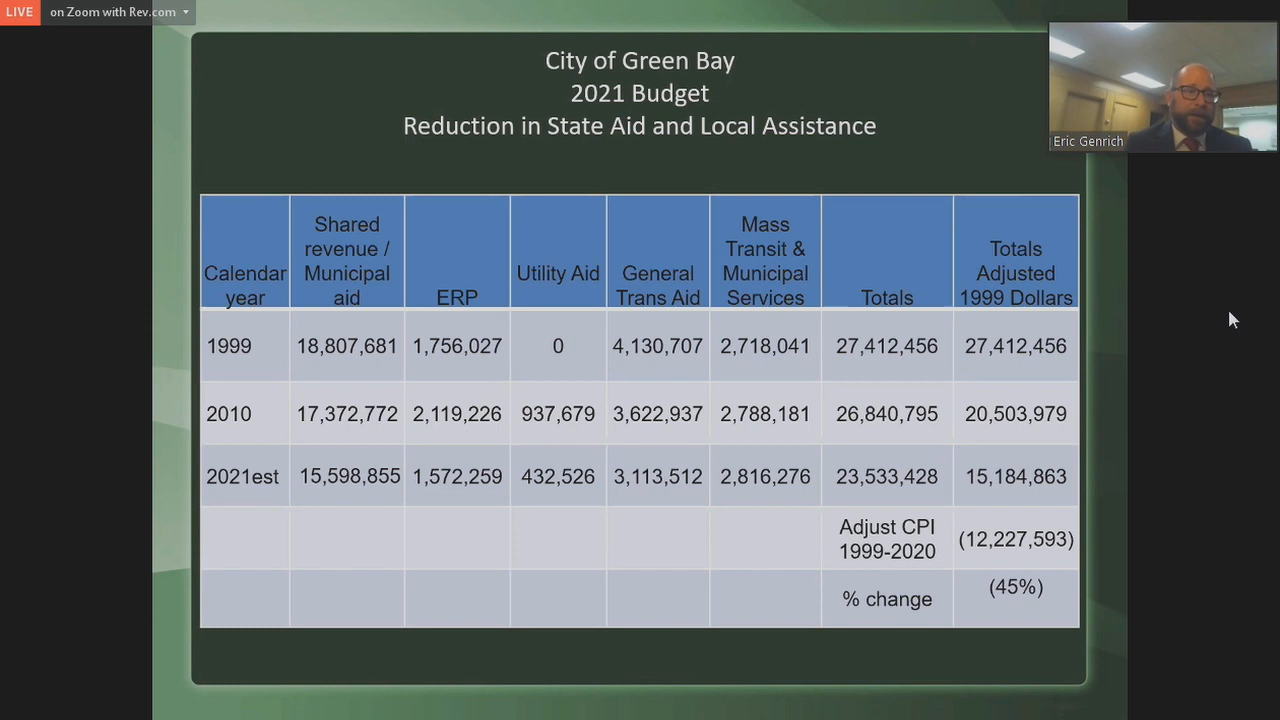 LIVE on Zoom with Rev.com
City of Green Bay
2021 Budget
Reduction in State Aid and Local Assistance
Eric Genrich
Calendar year Shared revenue / Municipal aid ERP Utility Aid General Trans Aid Mass Transit & Municipal Services Totals Totals Adjusted 1999 Dollars
1999 18,807,681 1,756,027 0 4,130,707 2,718,041 27,412,456 27,412,456
2010 17,372,772 2,119,226 937,679 3,622,937 2,788,181 26,840,795 20,503,979
2021est 15,598,855 1,572,259 432,526 3,113,512 2,816,276 23,533,428 15,184,863
Adjust CPI 1999-2020 (12,227,593)
% change (45%)